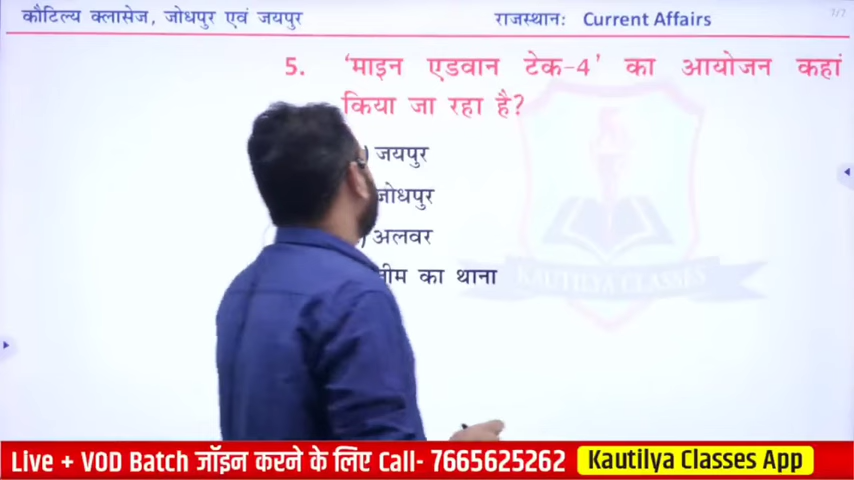 कौटिल्य क्लासेज, जोधपुर एवं जयपुर
राजस्थान: Current Affairs
7/7
5. ‘माइन एडवान टेक-4’ का आयोजन कहां
किया जा रहा है?
) जयपुर
जोधपुर
) अलवर
नीम का थाना
KAUTILYA CLASSES
Live + VOD Batch जॉइन करने के लिए Call- 7665625262
Kautilya Classes App